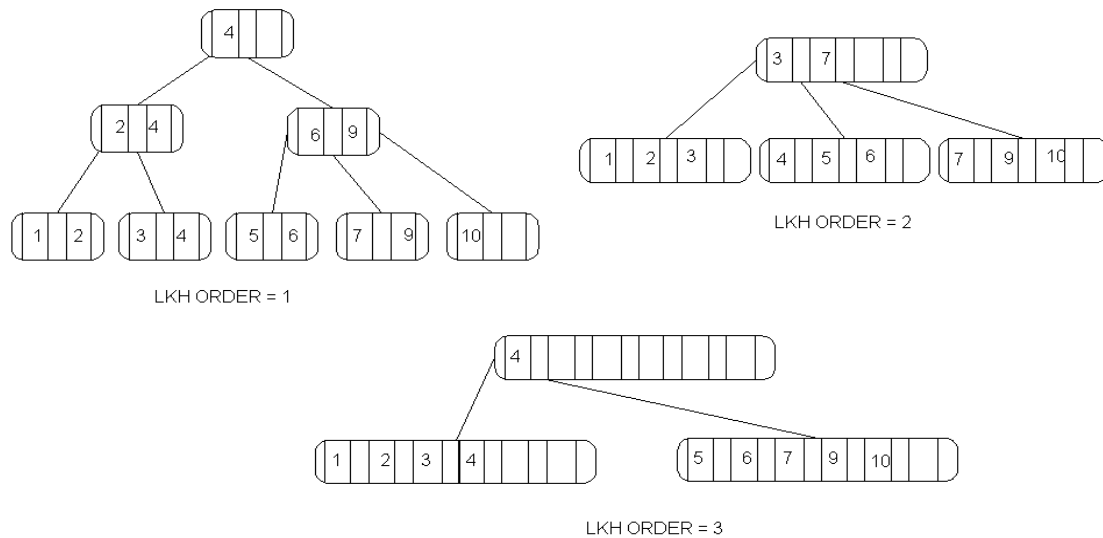 4
2 4
6 9
1 2
3 4
5 6
7 9
10
LKH ORDER = 1
3 7
1 2 3
4 5 6
7 9 10
LKH ORDER = 2
4
1 2 3 4
5 6 7 9 10
LKH ORDER = 3